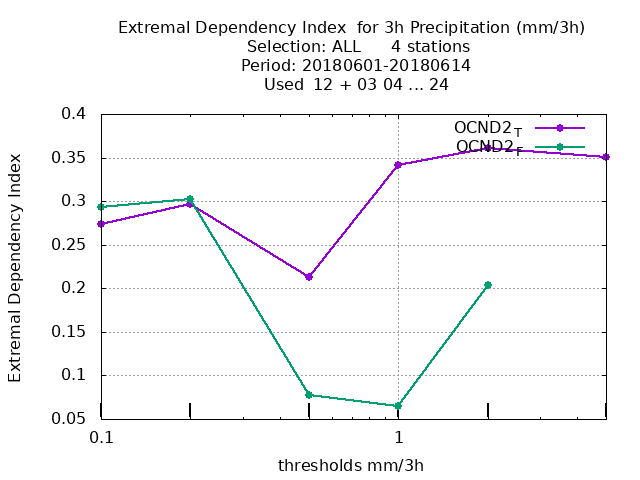 Extremal Dependency Index  for 3h Precipitation (mm/3h)
Selection: ALL      4 stations
Period: 20180601-20180614
Used  12 + 03 04 ... 24
OCND2_T
OCND2_F
0.4
0.35
0.3
0.25
0.2
0.15
0.1
0.05
Extremal Dependency Index
0.1
1
thresholds mm/3h